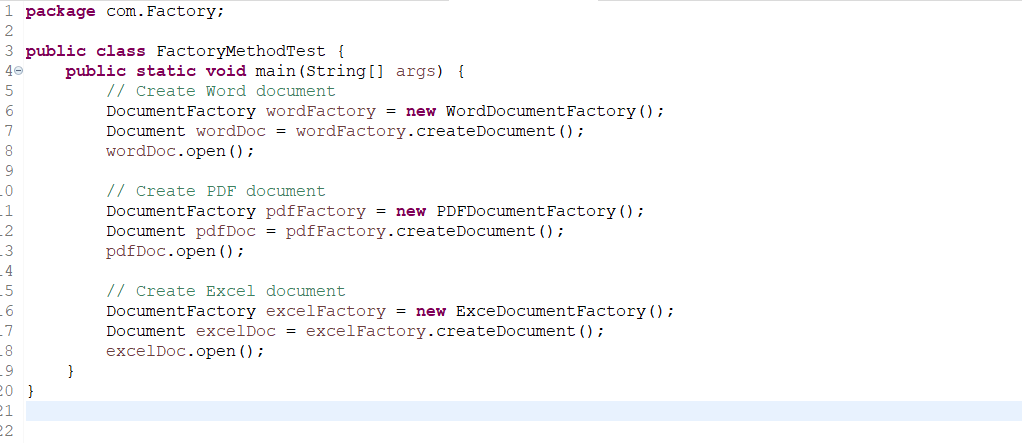 1 package com.Factory;
2
3 public class FactoryMethodTest {
4     public static void main(String[] args) {
5         // Create Word document
6         DocumentFactory wordFactory = new WordDocumentFactory();
7         Document wordDoc = wordFactory.createDocument();
8         wordDoc.open();
9
.0         // Create PDF document
.1         DocumentFactory pdfFactory = new PDFDocumentFactory();
.2         Document pdfDoc = pdfFactory.createDocument();
.3         pdfDoc.open();
.4
.5         // Create Excel document
.6         DocumentFactory excelFactory = new ExceDocumentFactory();
.7         Document excelDoc = excelFactory.createDocument();
.8         excelDoc.open();
.9     }
20 }
21
22